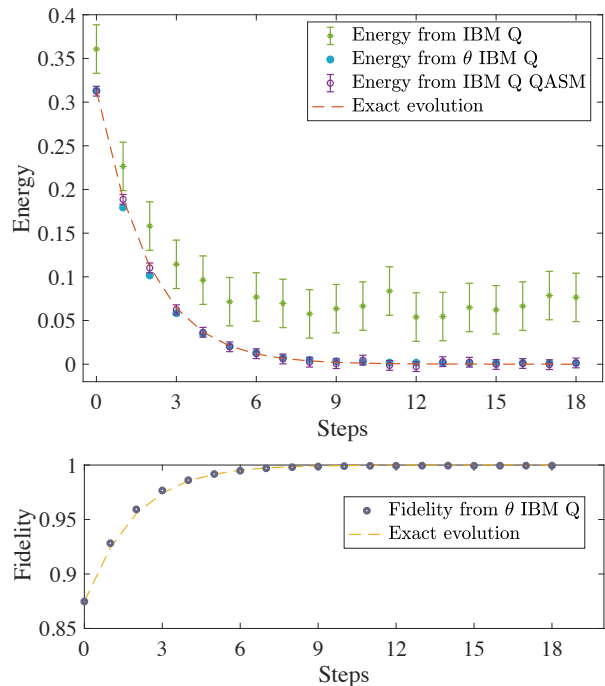 0.4
0.35
0.3
0.25
0.2
0.15
0.1
0.05
0
Energy
Energy from IBM Q
Energy from θ IBM Q
Energy from IBM Q QASM
Exact evolution
0 3 6 9 12 15 18
Steps
1
0.95
0.9
0.85
Fidelity
Fidelity from θ IBM Q
Exact evolution
0 3 6 9 12 15 18
Steps